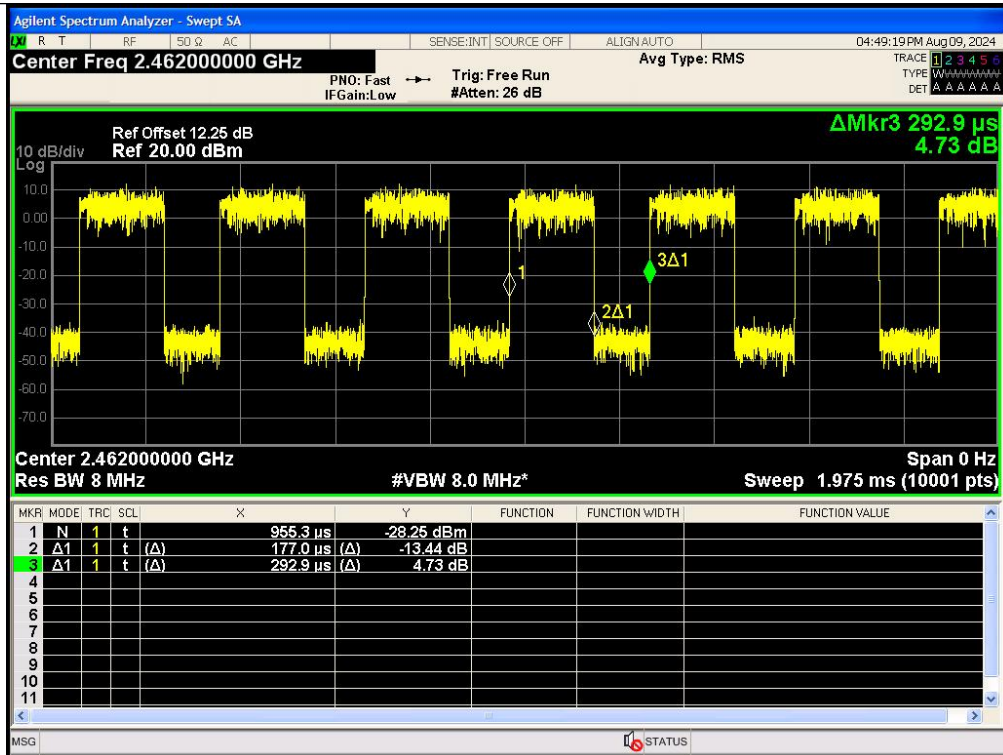 Agilent Spectrum Analyzer - Swept SA
LXI R T RF 50 Ω AC SENSE:INT SOURCE OFF ALIGN AUTO 04:49:19 PM Aug 09, 2024
Center Freq 2.462000000 GHz
Avg Type: RMS
TRACE 1 2 3 4 5 6
PNO: Fast
Trig: Free Run
TYPE W
IFGain:Low
#Atten: 26 dB
DET A A A A A A
ΔMkr3 292.9 µs
4.73 dB
Ref Offset 12.25 dB
10 dB/div Ref 20.00 dBm
Log
10.0
0.00
-10.0
-20.0
-30.0
-40.0
-50.0
-60.0
-70.0
1
2Δ1
3Δ1
Center 2.462000000 GHz Span 0 Hz
Res BW 8 MHz #VBW 8.0 MHz* Sweep 1.975 ms (10001 pts)
MKR MODE TRC SCL X Y FUNCTION FUNCTION WIDTH FUNCTION VALUE
1 N 1 t 955.3 µs -28.25 dBm
2 Δ1 1 t (Δ) 177.0 µs (Δ) -13.44 dB
3 Δ1 1 t (Δ) 292.9 µs (Δ) 4.73 dB
4
5
6
7
8
9
10
11
MSG STATUS